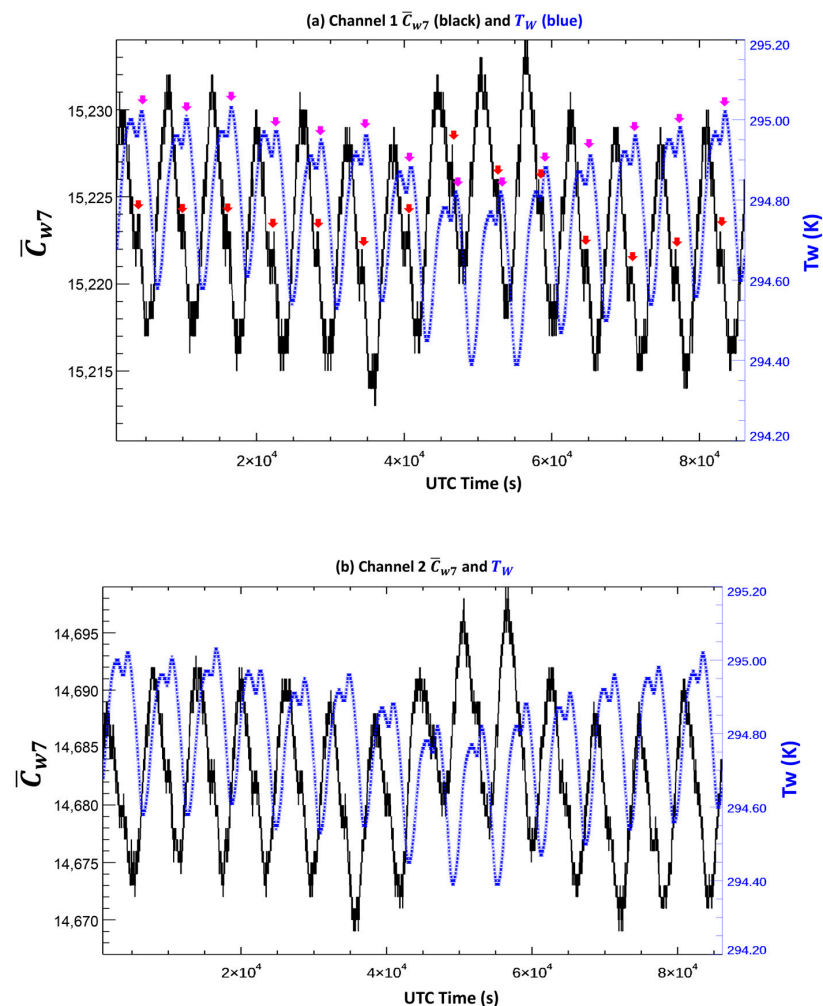 (a) Channel 1 C̅w7 (black) and TW (blue)
295.20
15,230
295.00
15,225
294.80
C̅w7
Tw (K)
15,220
294.60
15,215
294.40
294.20
2×10⁴ 4×10⁴ 6×10⁴ 8×10⁴
UTC Time (s)
(b) Channel 2 C̅w7 and TW
295.20
14,695
295.00
14,690
294.80
14,685
C̅w7
Tw (K)
14,680
294.60
14,675
294.40
14,670
294.20
2×10⁴ 4×10⁴ 6×10⁴ 8×10⁴
UTC Time (s)